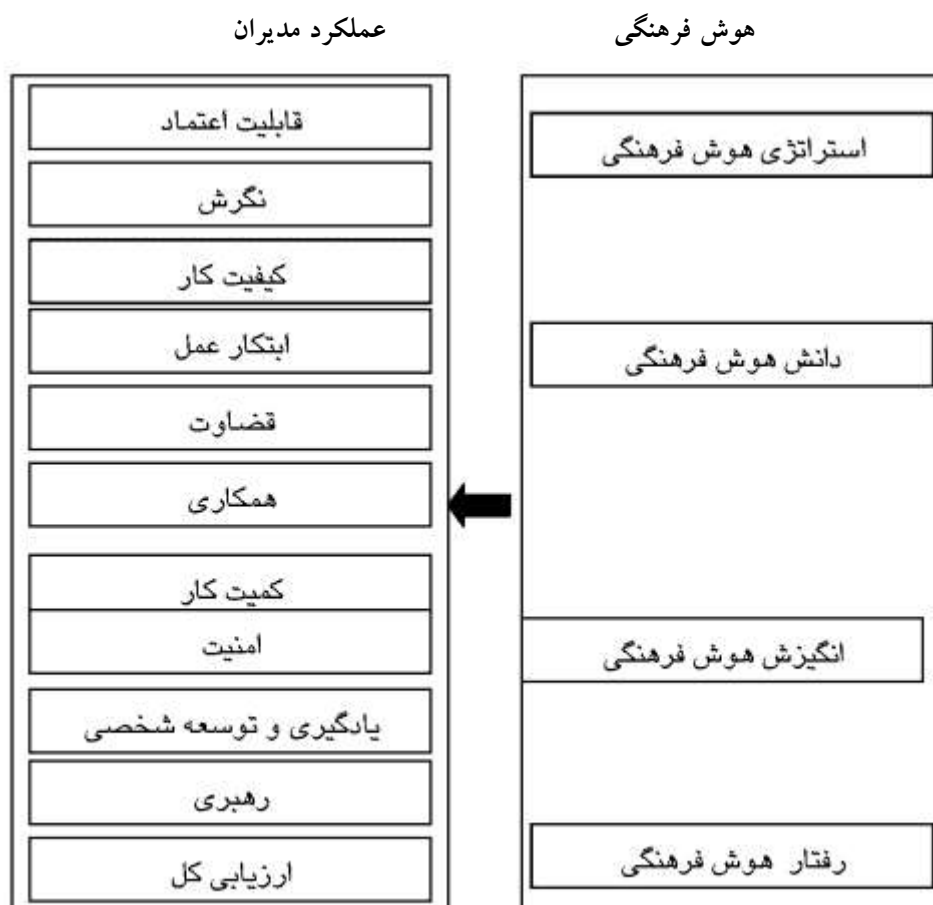 هوش فرهنگی
استراتژی هوش فرهنگی
دانش هوش فرهنگی
انگیزش هوش فرهنگی
رفتار هوش فرهنگی
عملکرد مدیران
قابلیت اعتماد
نگرش
کیفیت کار
ابتکار عمل
قضاوت
همکاری
کمیت کار
امنیت
یادگیری و توسعه شخصی
رهبری
ارزیابی کل